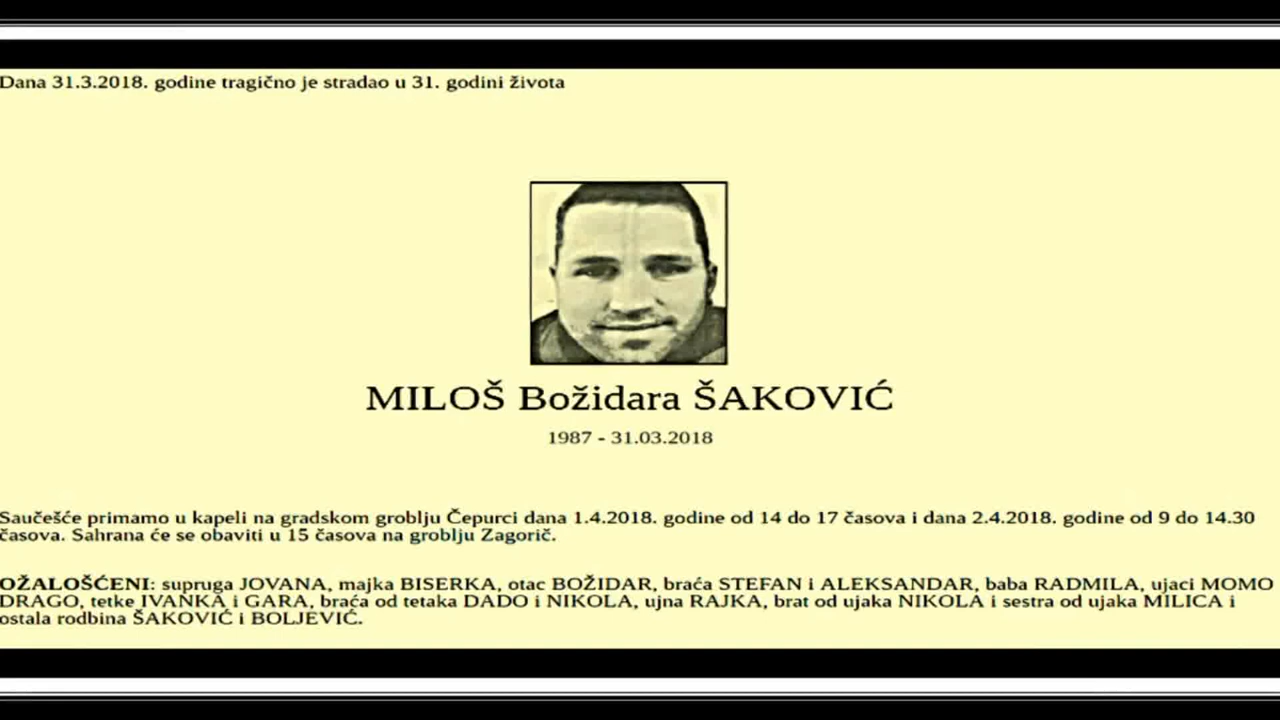 Dana 31.3.2018. godine tragično je stradao u 31. godini života
MILOŠ Božidara ŠAKOVIĆ
1987 - 31.03.2018
Saučešće primamo u kapeli na gradskom groblju Čepurci dana 1.4.2018. godine od 14 do 17 časova i dana 2.4.2018. godine od 9 do 14.30
časova. Sahrana će se obaviti u 15 časova na groblju Zagorič.
OŽALOŠĆENI: supruga JOVANA, majka BISERKA, otac BOŽIDAR, braća STEFAN i ALEKSANDAR, baba RADMILA, ujaci MOMO
DRAGO, tetke IVANKA i GARA, braća od tetaka DADO i NIKOLA, ujna RAJKA, brat od ujaka NIKOLA i sestra od ujaka MILICA i
ostala rodbina ŠAKOVIĆ i BOLJEVIĆ.